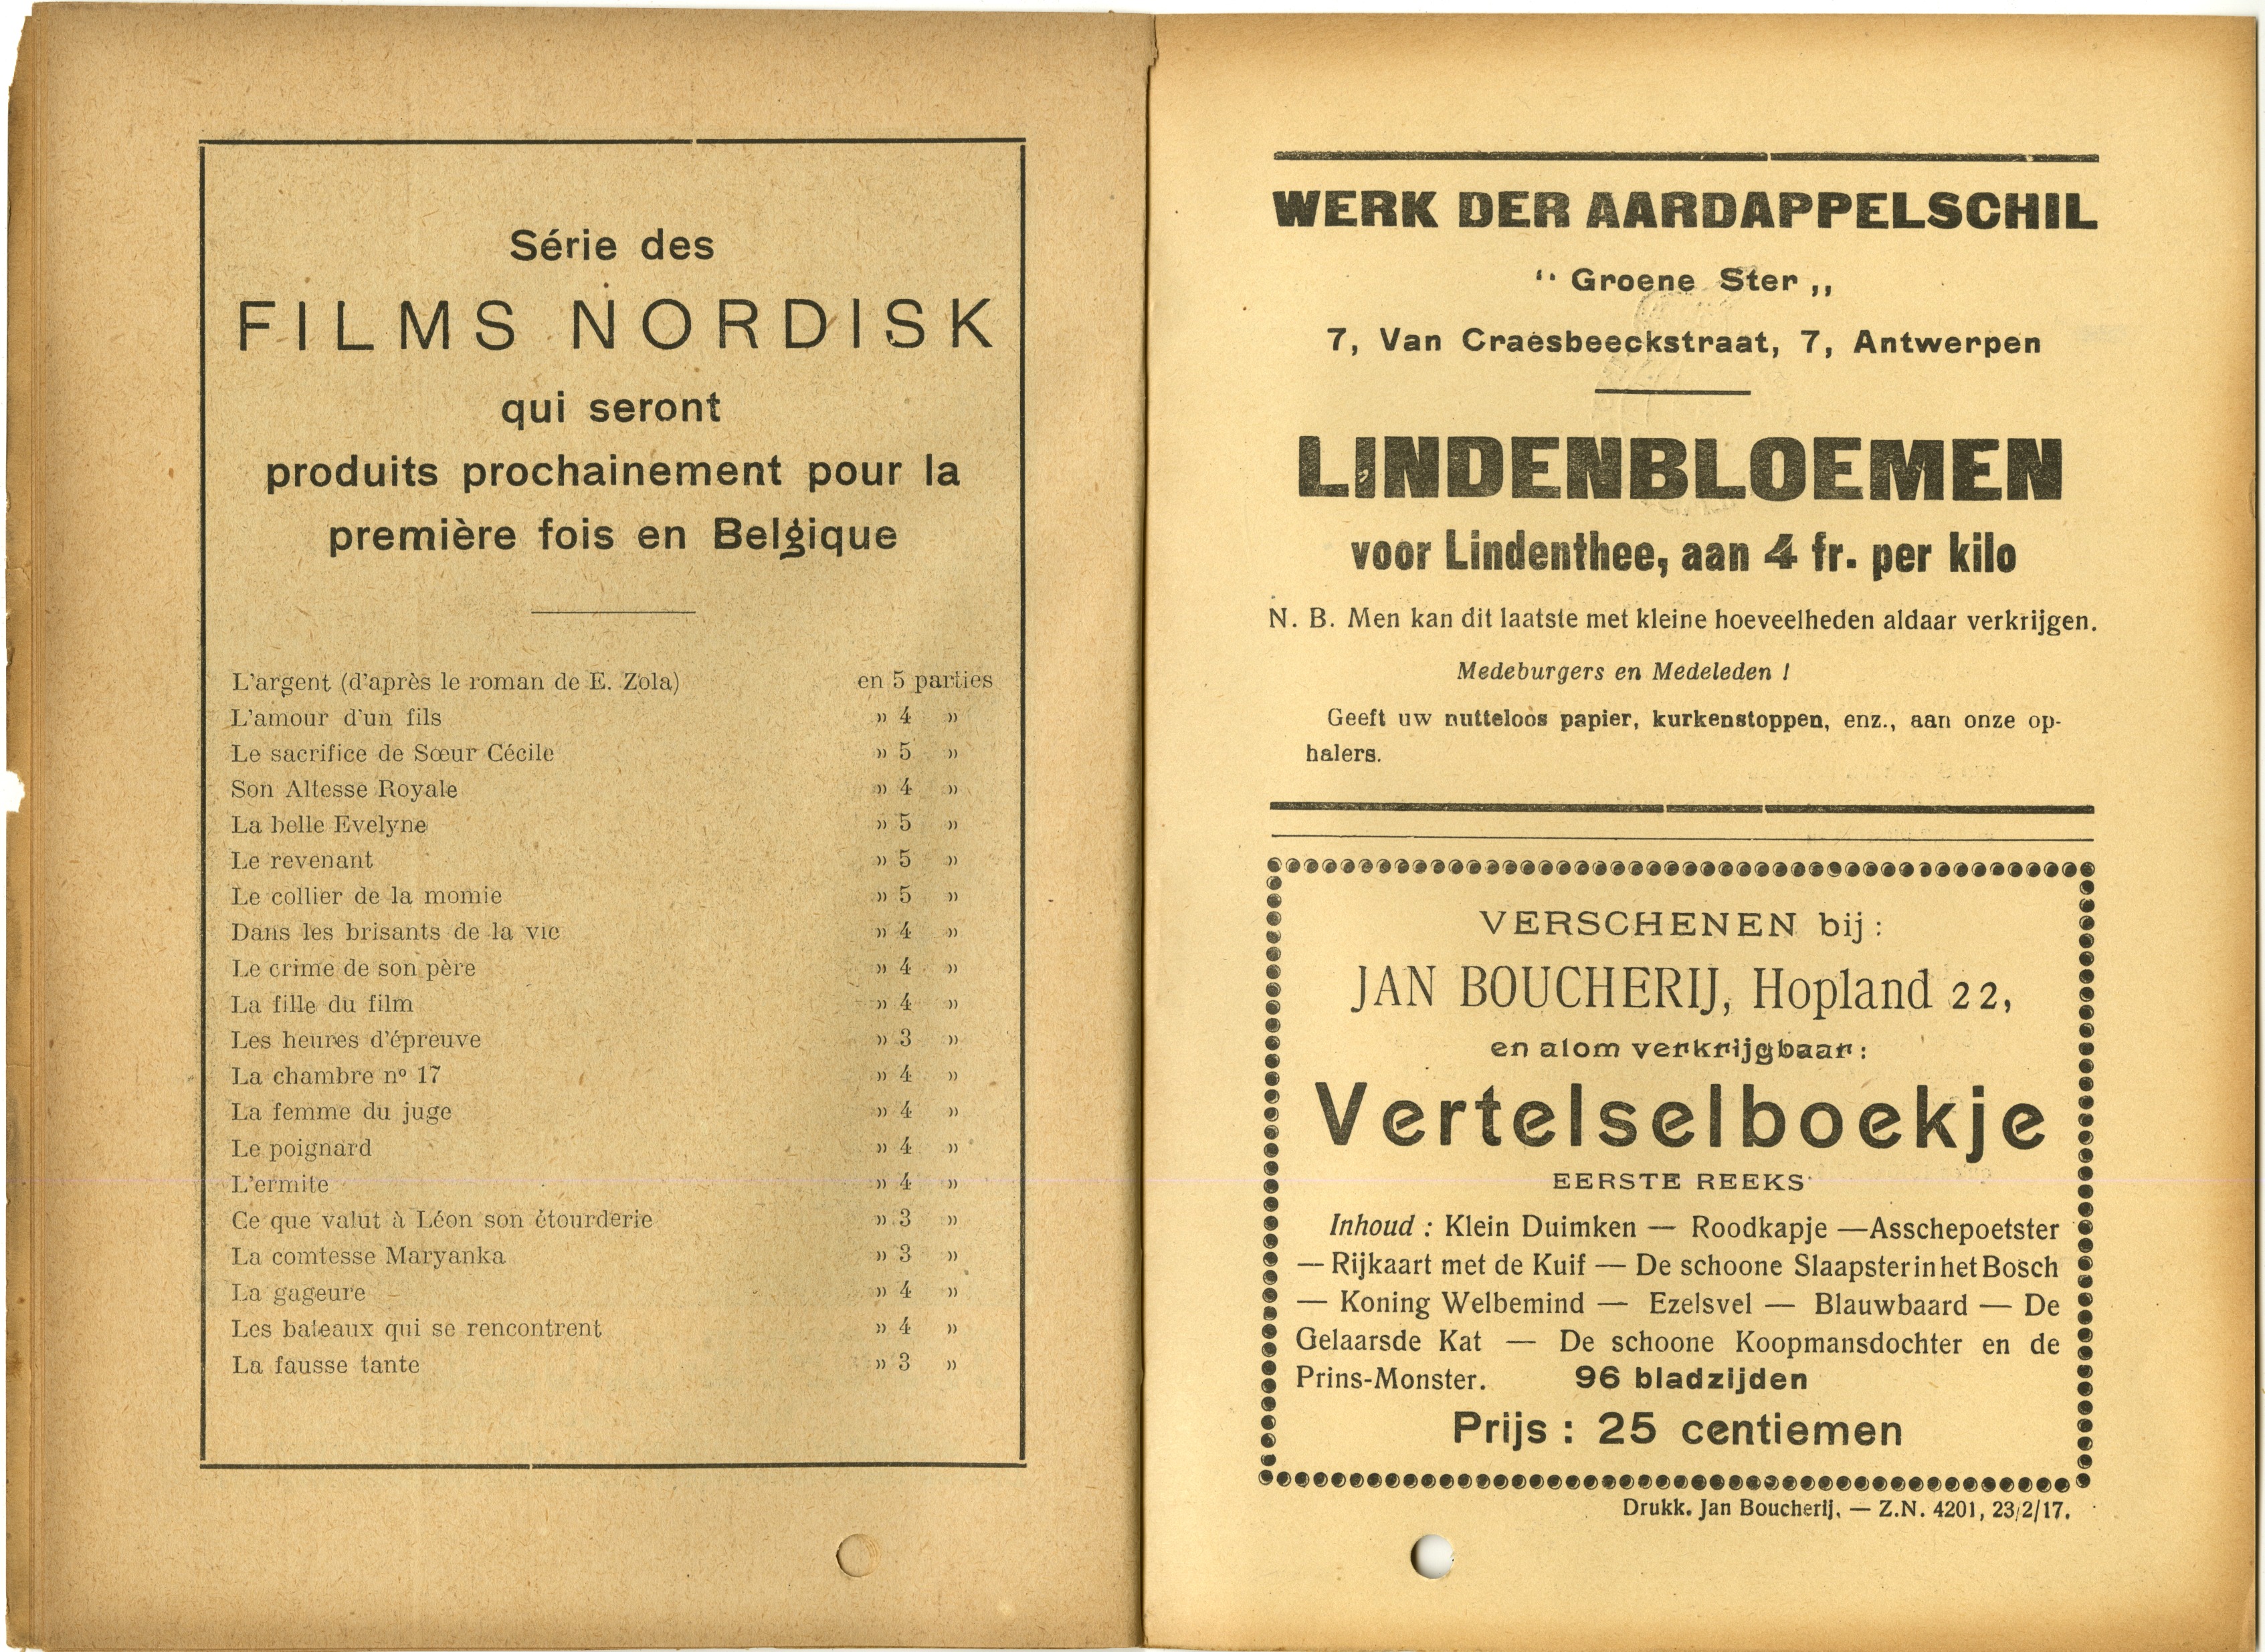 Série des
FILMS NORDISK
qui seront
produits prochainement pour la
première fois en Belgique
L'argent (d'après le roman de E. Zola) en 5 parties
L'amour d'un fils » 4 »
Le sacrifice de Sœur Cécile » 5 »
Son Altesse Royale » 4 »
La belle Evelyne » 5 »
Le revenant » 5 »
Le collier de la momie » 5 »
Dans les brisants de la vie » 4 »
Le crime de son père » 4 »
La fille du film » 4 »
Les heures d'épreuve » 3 »
La chambre nº 17 » 4 »
La femme du juge » 4 »
Le poignard » 4 »
L'ermite » 4 »
Ce que valut à Léon son étourderie » 3 »
La comtesse Maryanka » 3 »
La gageure » 4 »
Les bateaux qui se rencontrent » 4 »
La fausse tante » 3 »
WERK DER AARDAPPELSCHIL
“ Groene Ster „
7, Van Craesbeeckstraat, 7, Antwerpen
LINDENBLOEMEN
voor Lindenthee, aan 4 fr. per kilo
N. B. Men kan dit laatste met kleine hoeveelheden aldaar verkrijgen.
Medeburgers en Medeleden !
Geeft uw nutteloos papier, kurkenstoppen, enz., aan onze op-
halers.
VERSCHENEN bij :
JAN BOUCHERIJ, Hopland 22,
en alom verkrijgbaar :
Vertelselboekje
EERSTE REEKS
Inhoud : Klein Duimken — Roodkapje — Asschepoetster
— Rijkaart met de Kuif — De schoone Slaapster in het Bosch
— Koning Welbemind — Ezelsvel — Blauwbaard — De
Gelaarsde Kat — De schoone Koopmansdochter en de
Prins-Monster. 96 bladzijden
Prijs : 25 centiemen
Drukk. Jan Boucherij. — Z.N. 4201, 23/2/17.